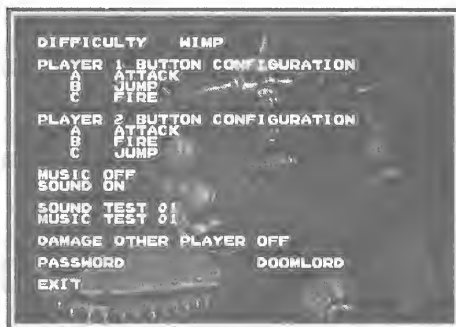 DIFFICULTY WIMP
PLAYER 1 BUTTON CONFIGURATION
A ATTACK
B JUMP
C FIRE
PLAYER 2 BUTTON CONFIGURATION
A ATTACK
B FIRE
C JUMP
MUSIC OFF
SOUND ON
SOUND TEST 01
MUSIC TEST 01
DAMAGE OTHER PLAYER OFF
PASSWORD DOOMLORD
EXIT